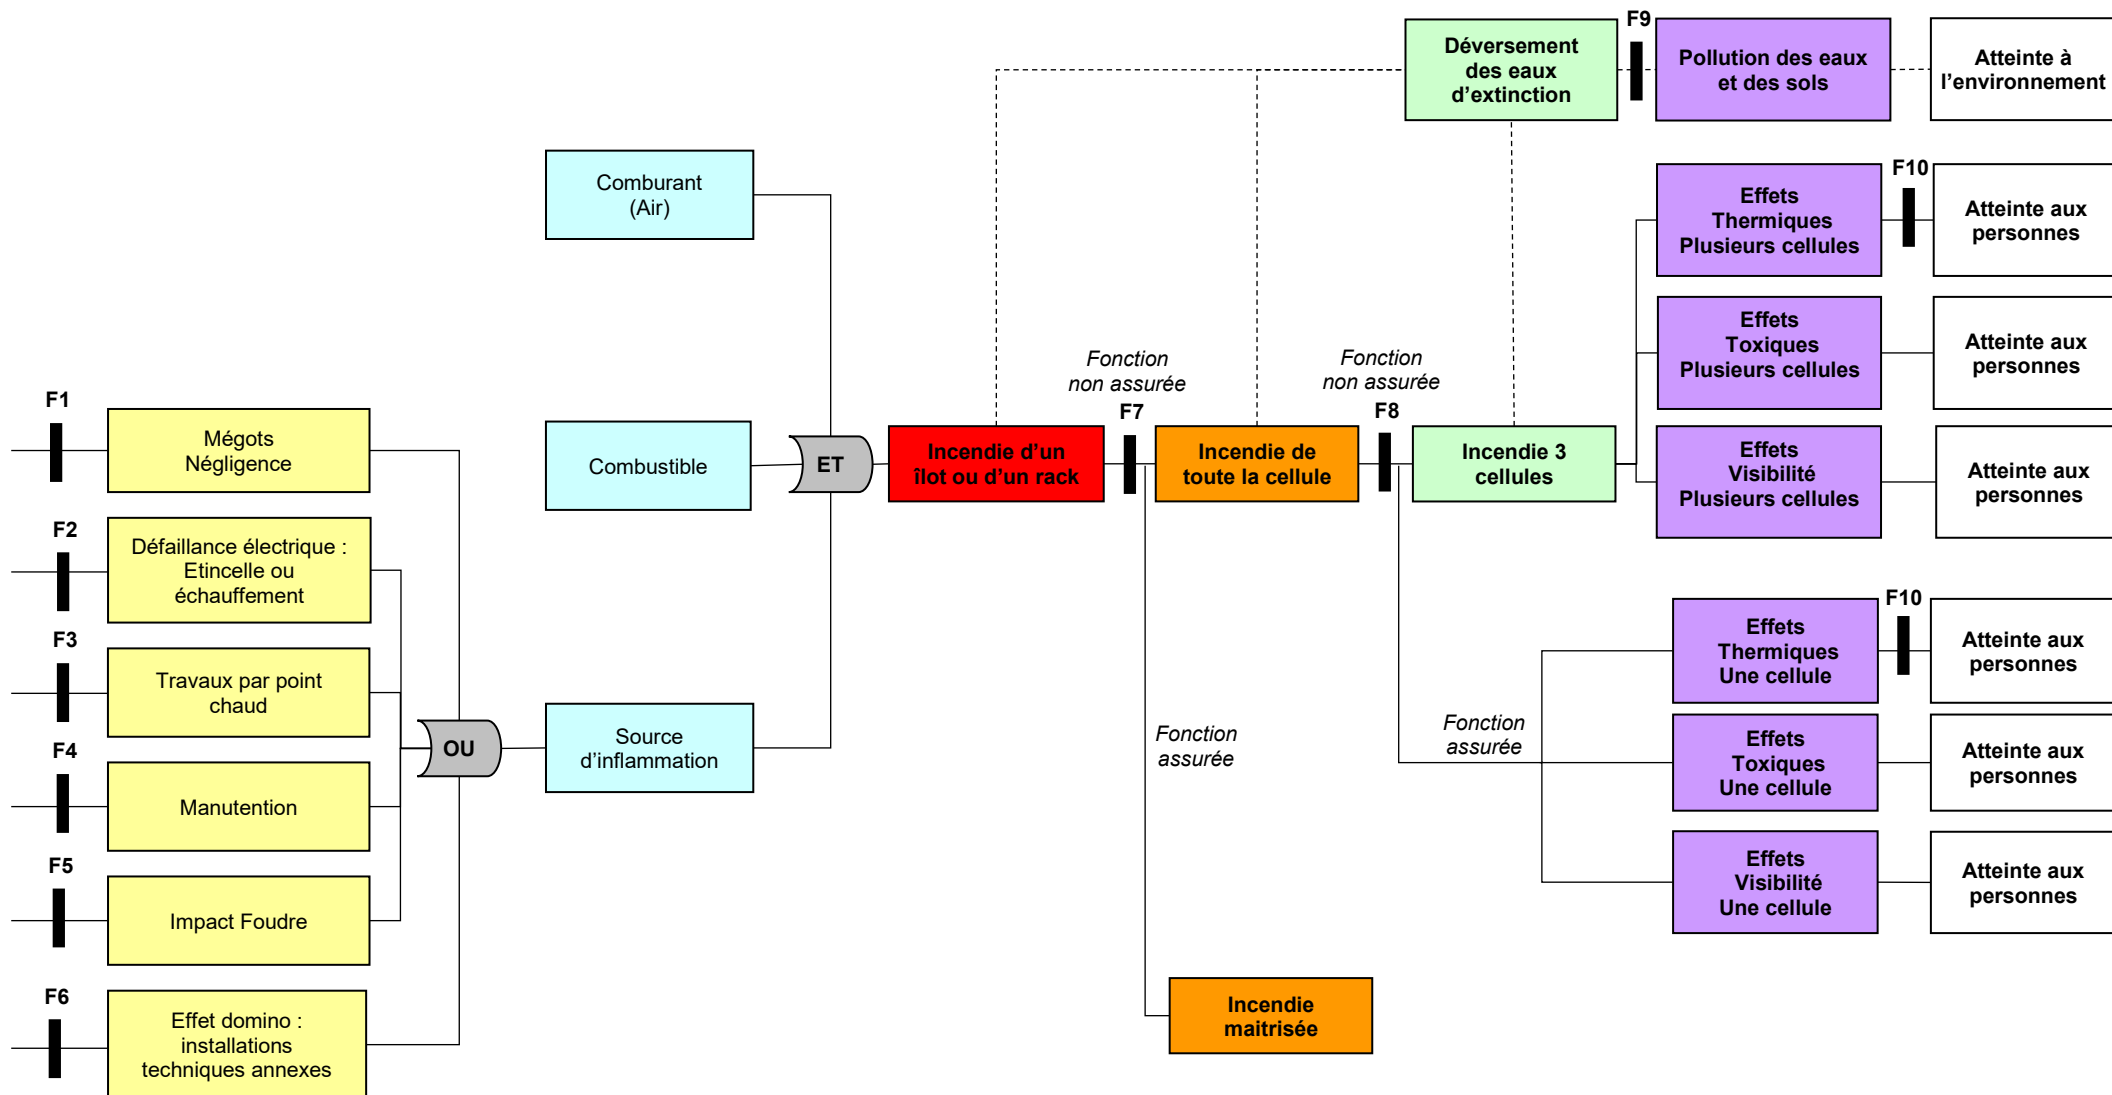 F1
Mégots
Négligence
F2
Défaillance électrique :
Etincelle ou
échauffement
F3
Travaux par point
chaud
F4
Manutention
F5
Impact Foudre
F6
Effet domino :
installations
techniques annexes
OU
Comburant
(Air)
Combustible
Source
d'inflammation
ET
Incendie d'un
îlot ou d'un rack
Fonction
non assurée
F7
Incendie de
toute la cellule
Fonction
non assurée
F8
Incendie 3
cellules
Fonction
assurée
Incendie
maitrisée
Fonction
assurée
Déversement
des eaux
d'extinction
F9
Pollution des eaux
et des sols
Atteinte à
l'environnement
Effets
Thermiques
Plusieurs cellules
F10
Atteinte aux
personnes
Effets
Toxiques
Plusieurs cellules
Atteinte aux
personnes
Effets
Visibilité
Plusieurs cellules
Atteinte aux
personnes
Effets
Thermiques
Une cellule
F10
Atteinte aux
personnes
Effets
Toxiques
Une cellule
Atteinte aux
personnes
Effets
Visibilité
Une cellule
Atteinte aux
personnes